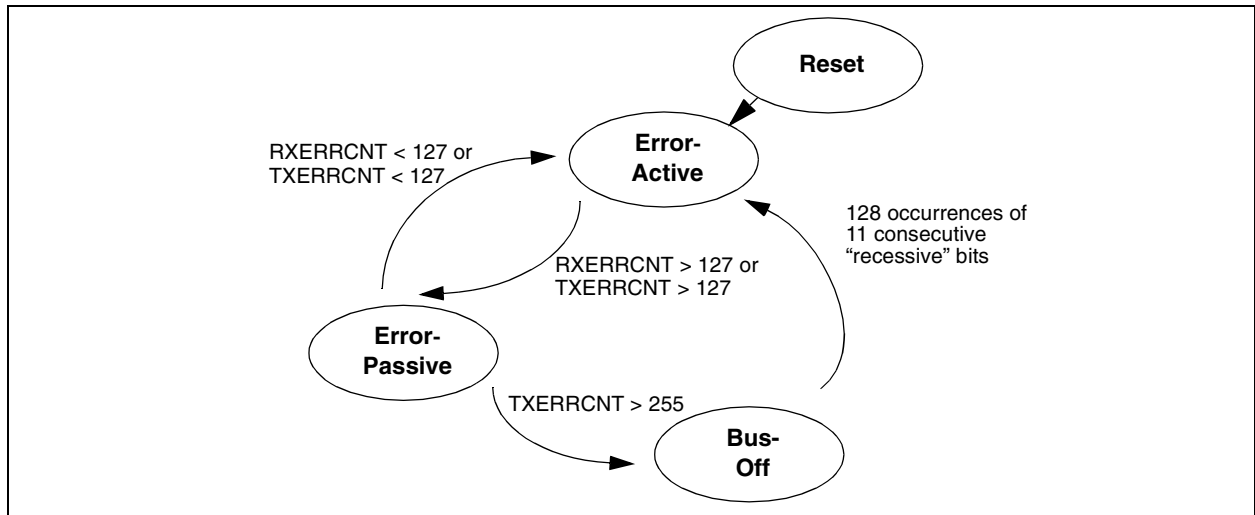 Reset
Error-
Active
RXERRCNT < 127 or
TXERRCNT < 127
128 occurrences of
11 consecutive
“recessive” bits
RXERRCNT > 127 or
TXERRCNT > 127
Error-
Passive
TXERRCNT > 255
Bus-
Off